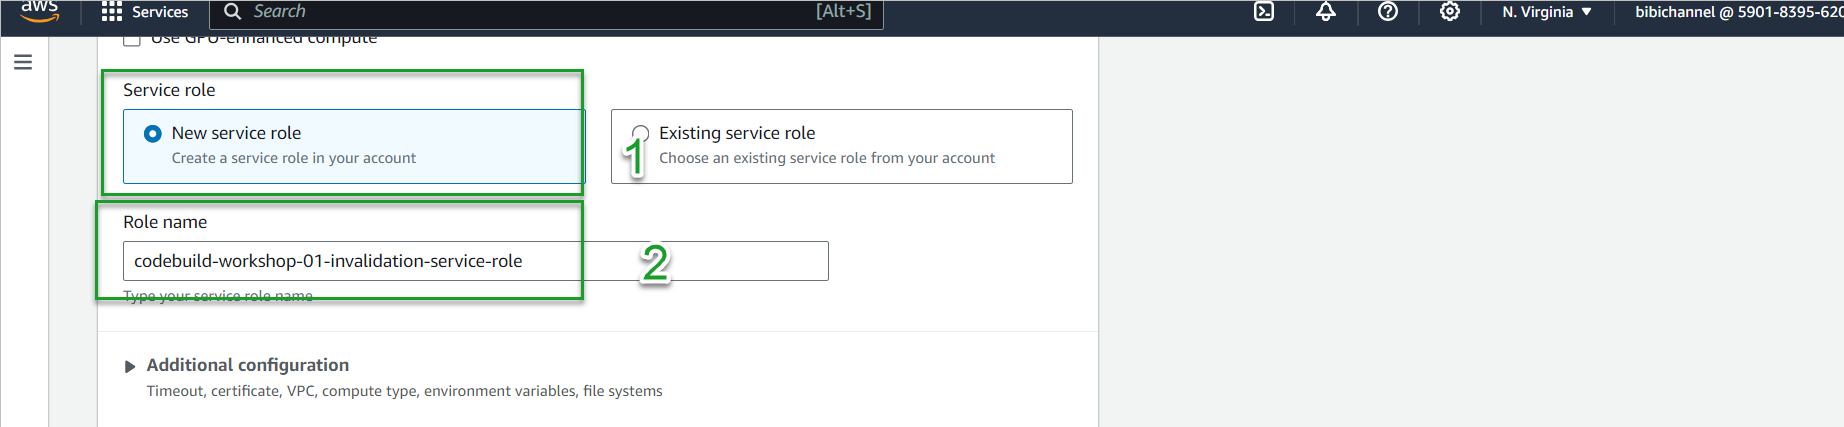 aws
Services
Search
[Alt+S]
N. Virginia
bibichannel @ 5901-8395-620
Use GPU-enhanced compute
Service role
New service role
Create a service role in your account
1
Existing service role
Choose an existing service role from your account
Role name
codebuild-workshop-01-invalidation-service-role
2
Type your service role name
Additional configuration
Timeout, certificate, VPC, compute type, environment variables, file systems